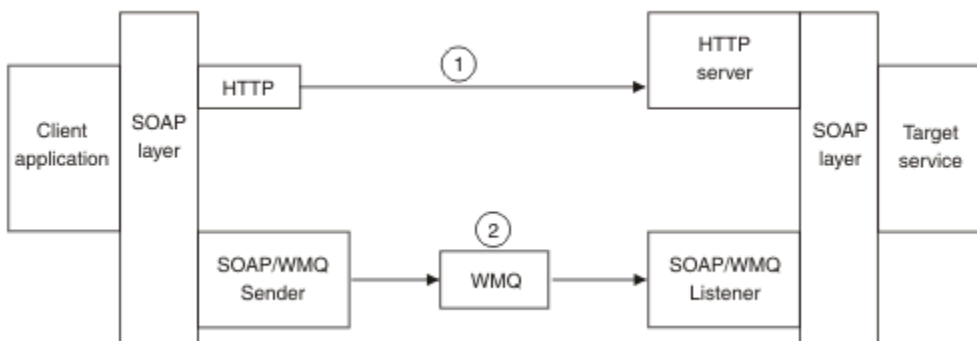 Client
application
SOAP
layer
HTTP
1
HTTP
server
SOAP
layer
Target
service
SOAP/WMQ
Sender
2
WMQ
SOAP/WMQ
Listener